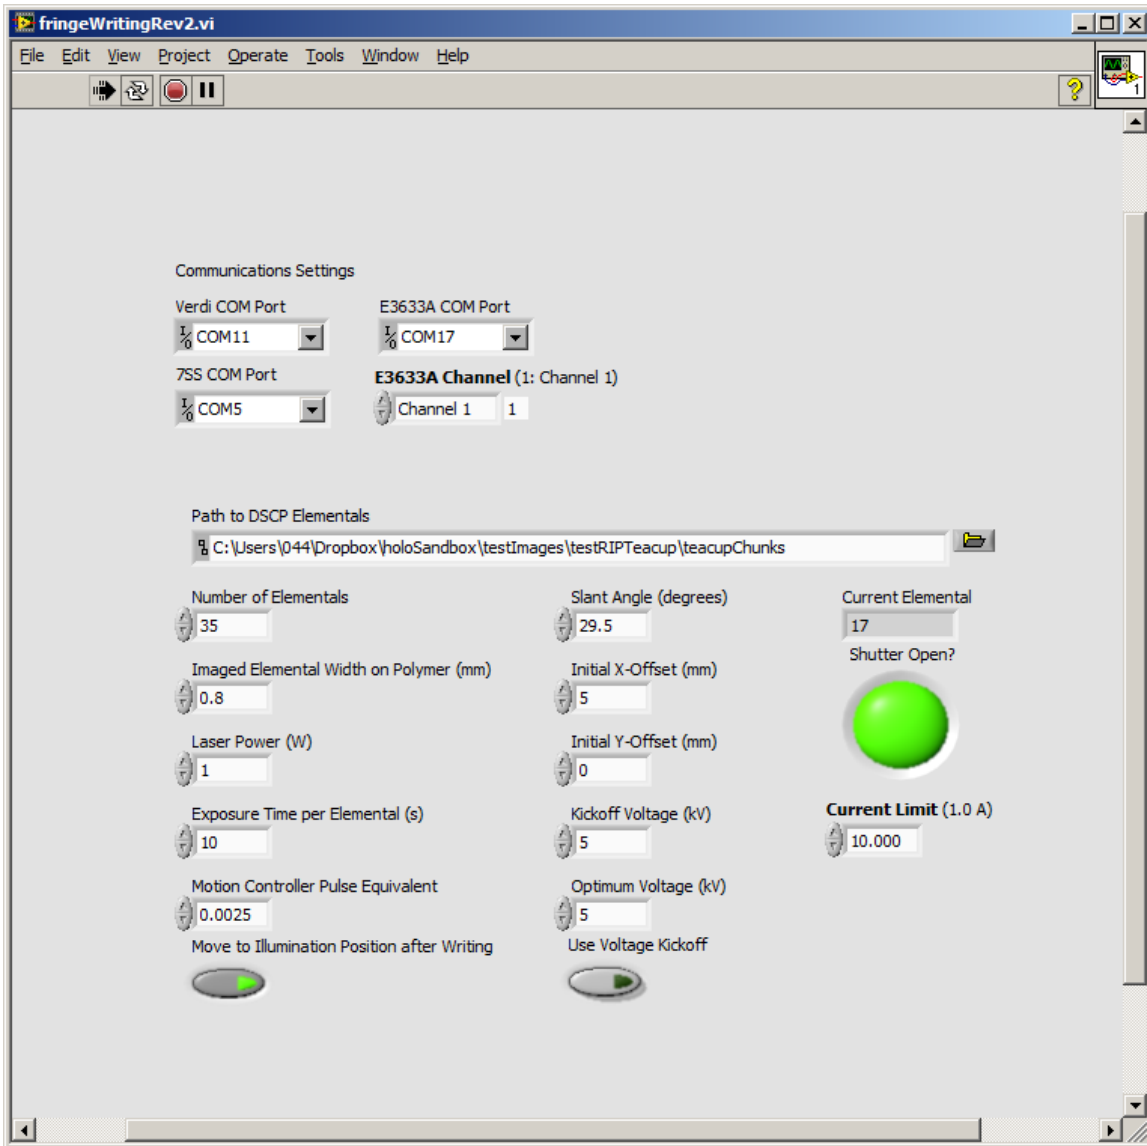 fringeWritingRev2.vi
File Edit View Project Operate Tools Window Help
? 1
Communications Settings
Verdi COM Port E3633A COM Port
I/O COM11 I/O COM17
7SS COM Port E3633A Channel (1: Channel 1)
I/O COM5 Channel 1 1
Path to DSCP Elementals
C:\Users\044\Dropbox\holoSandbox\testImages\testRIPTeacup\teacupChunks
Number of Elementals Slant Angle (degrees) Current Elemental
35 29.5 17
Shutter Open?
Imaged Elemental Width on Polymer (mm) Initial X-Offset (mm)
0.8 5
Laser Power (W) Initial Y-Offset (mm)
1 0
Exposure Time per Elemental (s) Kickoff Voltage (kV) Current Limit (1.0 A)
10 5 10.000
Motion Controller Pulse Equivalent Optimum Voltage (kV)
0.0025 5
Move to Illumination Position after Writing Use Voltage Kickoff